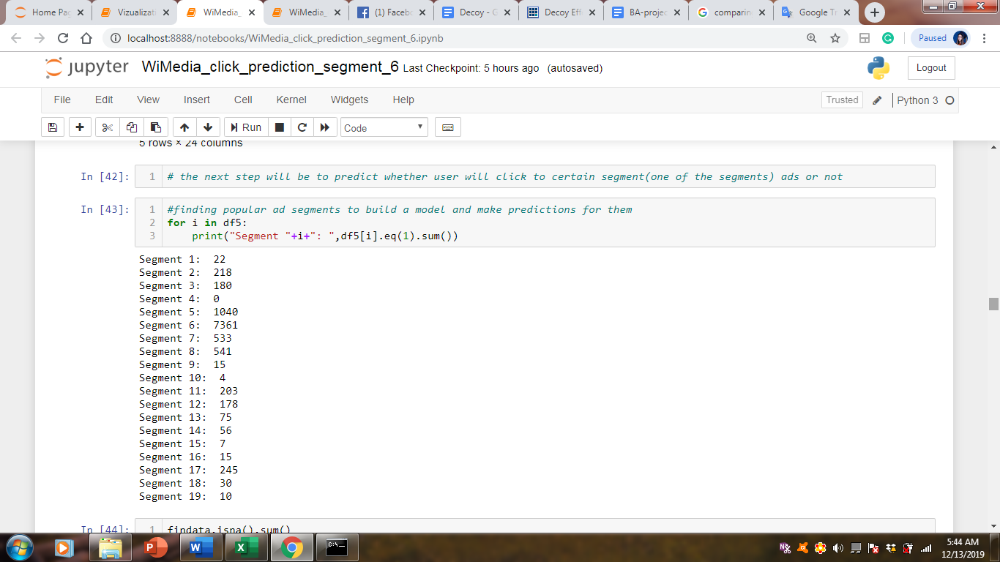 Home Pag
Vizualizati
WiMedia_
WiMedia_
(1) Facebo
Decoy - G
Decoy Eff
BA-projec
comparin
Google Tr
localhost:8888/notebooks/WiMedia_click_prediction_segment_6.ipynb
Paused
jupyter WiMedia_click_prediction_segment_6 Last Checkpoint: 5 hours ago (autosaved)
Logout
File Edit View Insert Cell Kernel Widgets Help
Trusted
Python 3
Run
Code
5 rows × 24 columns
In [42]: 1 # the next step will be to predict whether user will click to certain segment(one of the segments) ads or not
In [43]: 1 #finding popular ad segments to build a model and make predictions for them
2 for i in df5:
3     print("Segment "+i+": ",df5[i].eq(1).sum())
Segment 1:  22
Segment 2:  218
Segment 3:  180
Segment 4:  0
Segment 5:  1040
Segment 6:  7361
Segment 7:  533
Segment 8:  541
Segment 9:  15
Segment 10:  4
Segment 11:  203
Segment 12:  178
Segment 13:  75
Segment 14:  56
Segment 15:  7
Segment 16:  15
Segment 17:  245
Segment 18:  30
Segment 19:  10
In [44]: 1 findata.isna().sum()
5:44 AM
12/13/2019